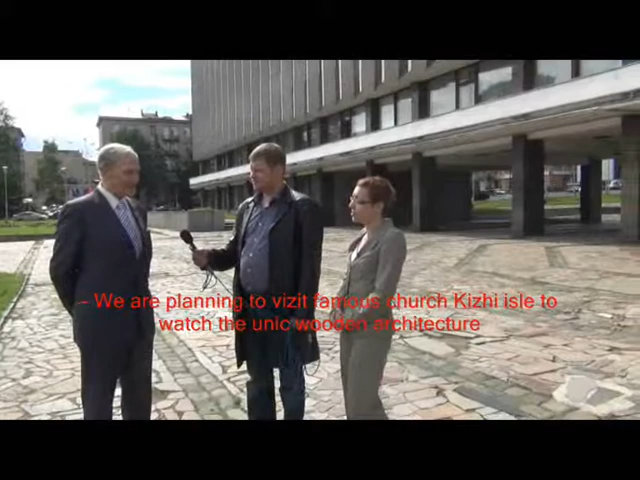 - We are planning to vizit famous church Kizhi isle to
watch the unic wooden architecture